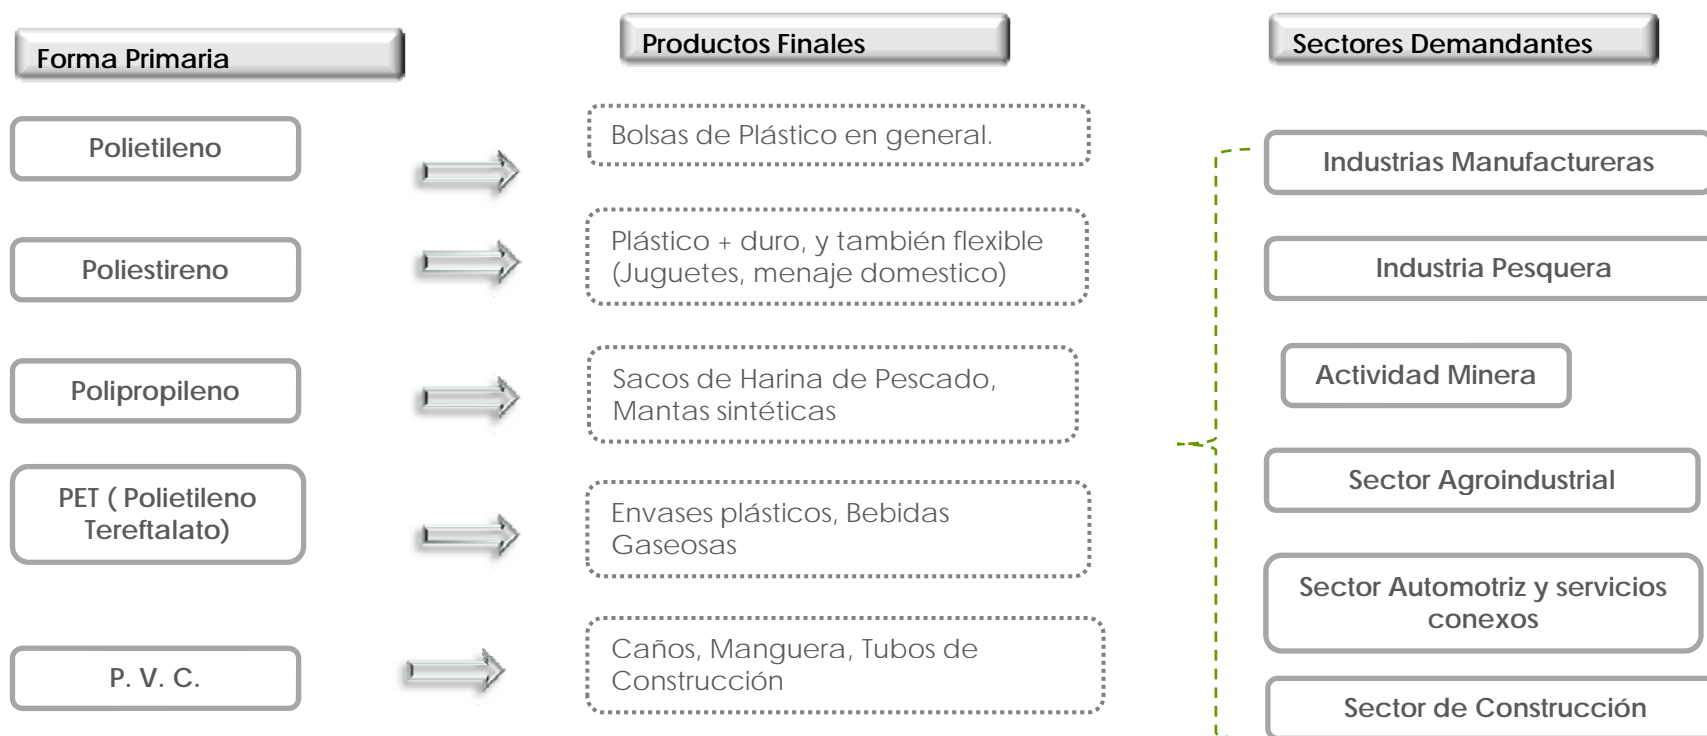 Forma Primaria
Productos Finales
Sectores Demandantes
Polietileno
Bolsas de Plástico en general.
Poliestireno
Plástico + duro, y también flexible
(Juguetes, menaje domestico)
Polipropileno
Sacos de Harina de Pescado,
Mantas sintéticas
PET ( Polietileno
Tereftalato)
Envases plásticos, Bebidas
Gaseosas
P. V. C.
Caños, Manguera, Tubos de
Construcción
Industrias Manufactureras
Industria Pesquera
Actividad Minera
Sector Agroindustrial
Sector Automotriz y servicios
conexos
Sector de Construcción